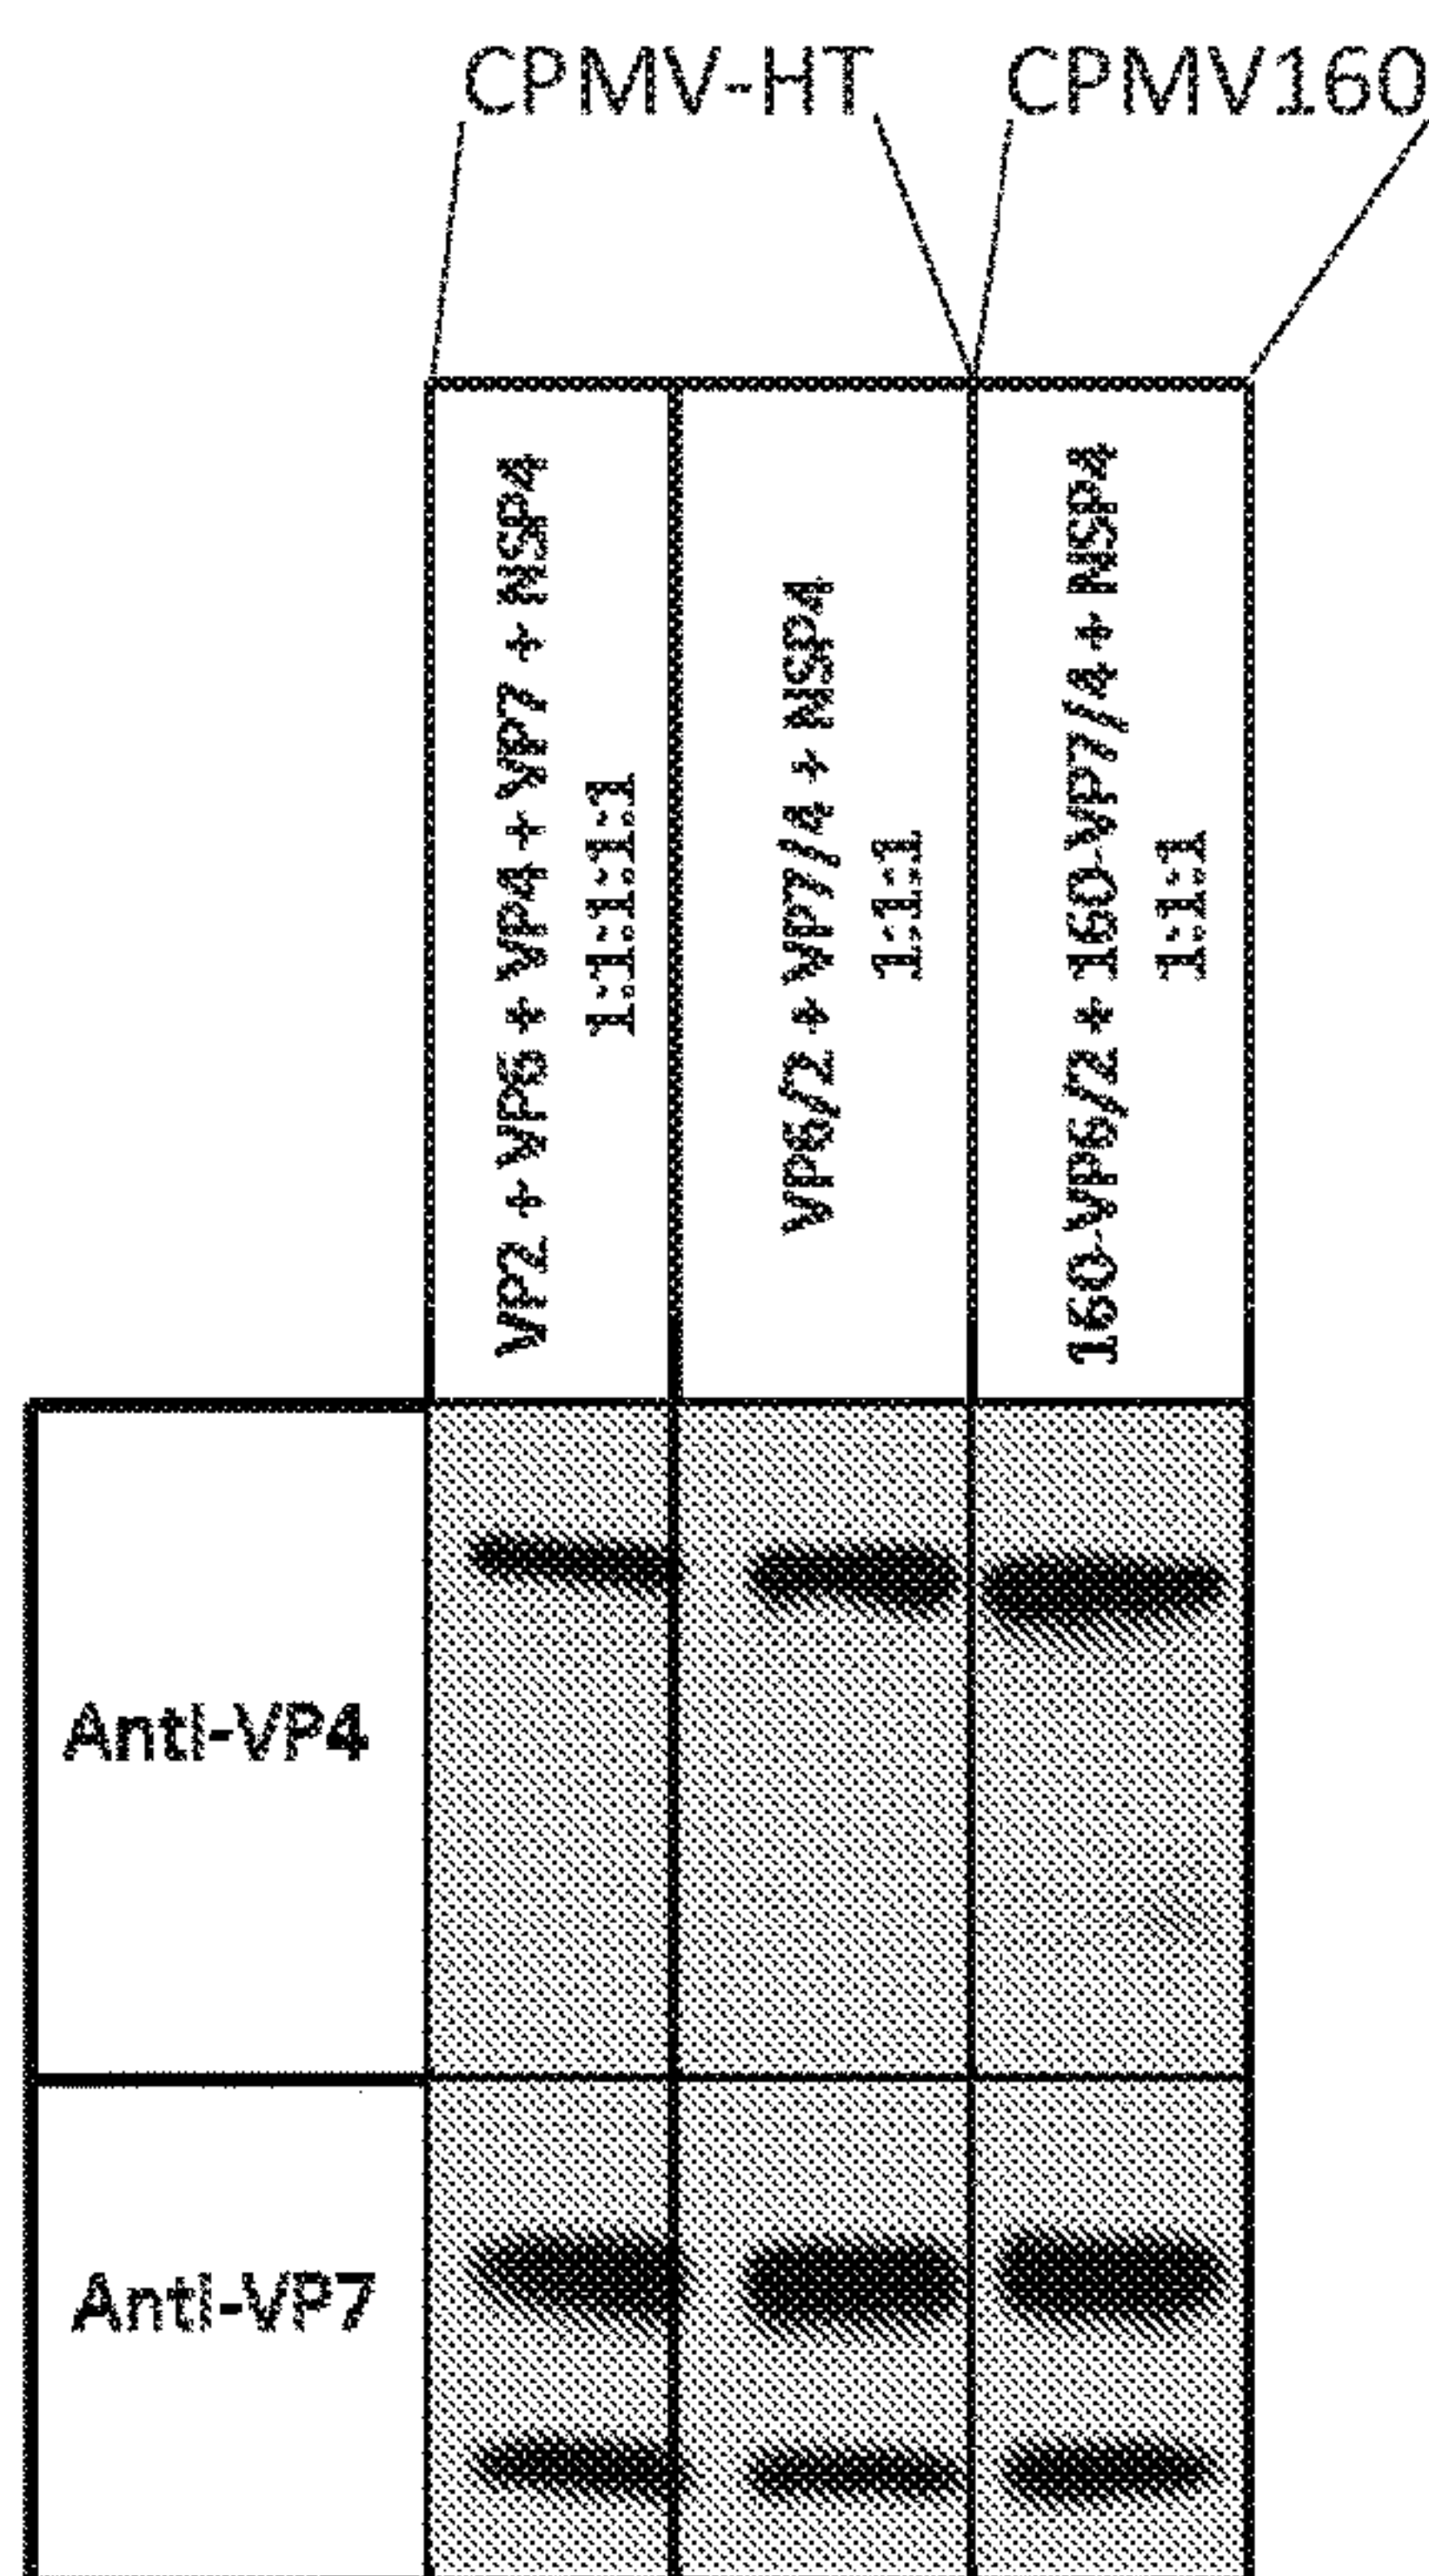 CPMV-HT CPMV160
VP2 + VP6 + VP4 + VP7 + NSP4
1:1:1:1:1
VP6/2 + VP7/4 + NSP4
1:1:1
160-VP6/2 + 160-VP7/4 + NSP4
1:1:1
Anti-VP4
Anti-VP7